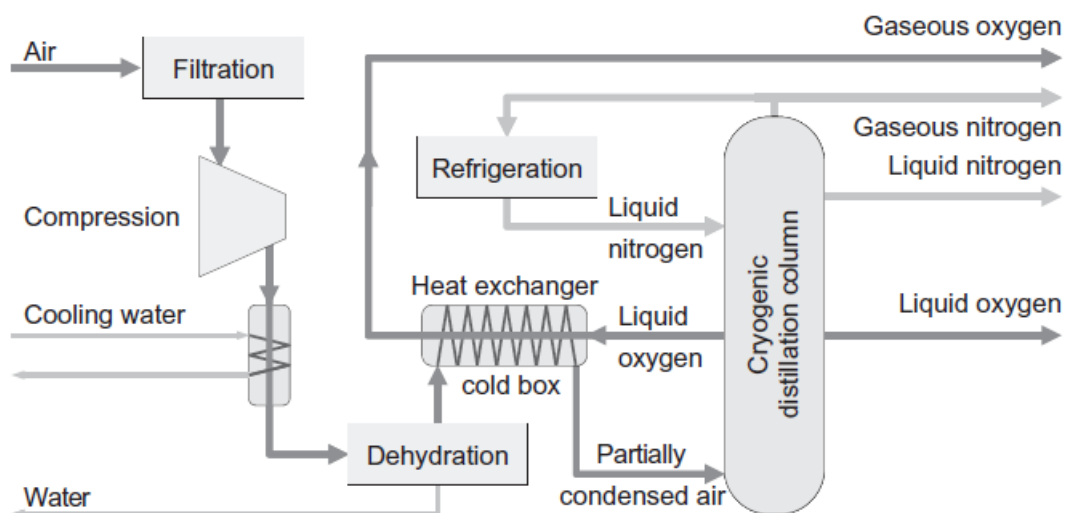 Air
Filtration
Gaseous oxygen
Gaseous nitrogen
Refrigeration
Liquid nitrogen
Compression
Liquid
nitrogen
Heat exchanger
Cooling water
Liquid
oxygen
Liquid oxygen
Cryogenic
distillation column
cold box
Dehydration
Partially
condensed air
Water